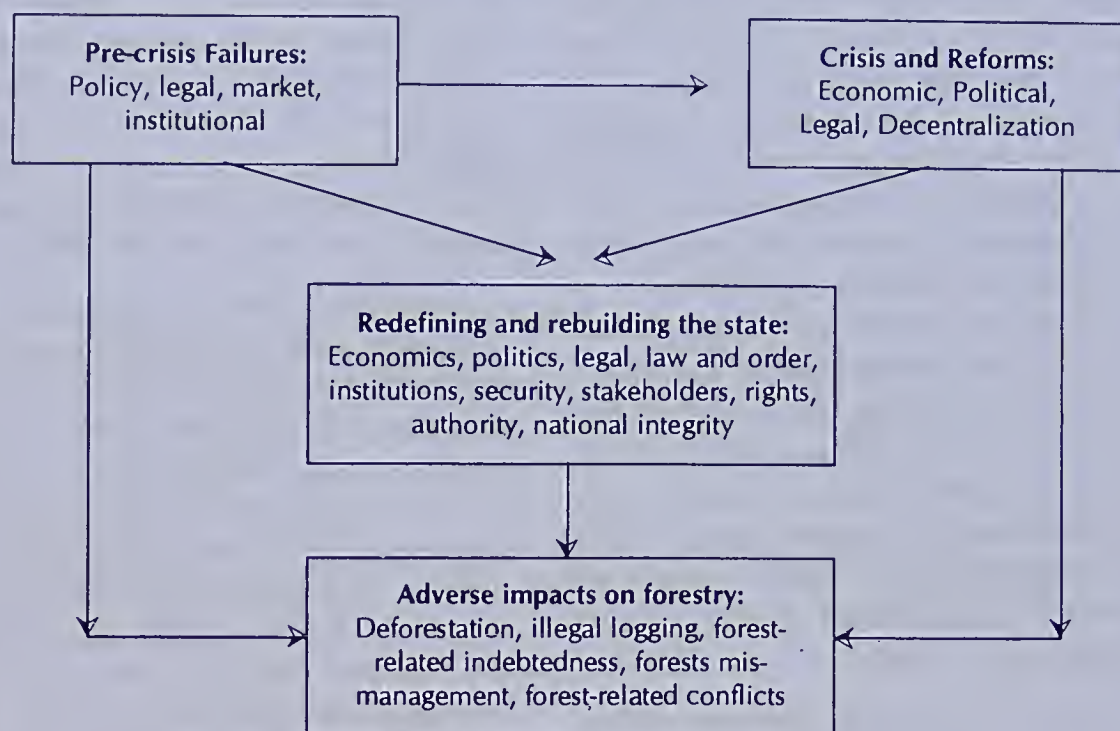 Pre-crisis Failures:
Policy, legal, market,
institutional
Crisis and Reforms:
Economic, Political,
Legal, Decentralization
Redefining and rebuilding the state:
Economics, politics, legal, law and order,
institutions, security, stakeholders, rights,
authority, national integrity
Adverse impacts on forestry:
Deforestation, illegal logging, forest-
related indebtedness, forests mis-
management, forest-related conflicts